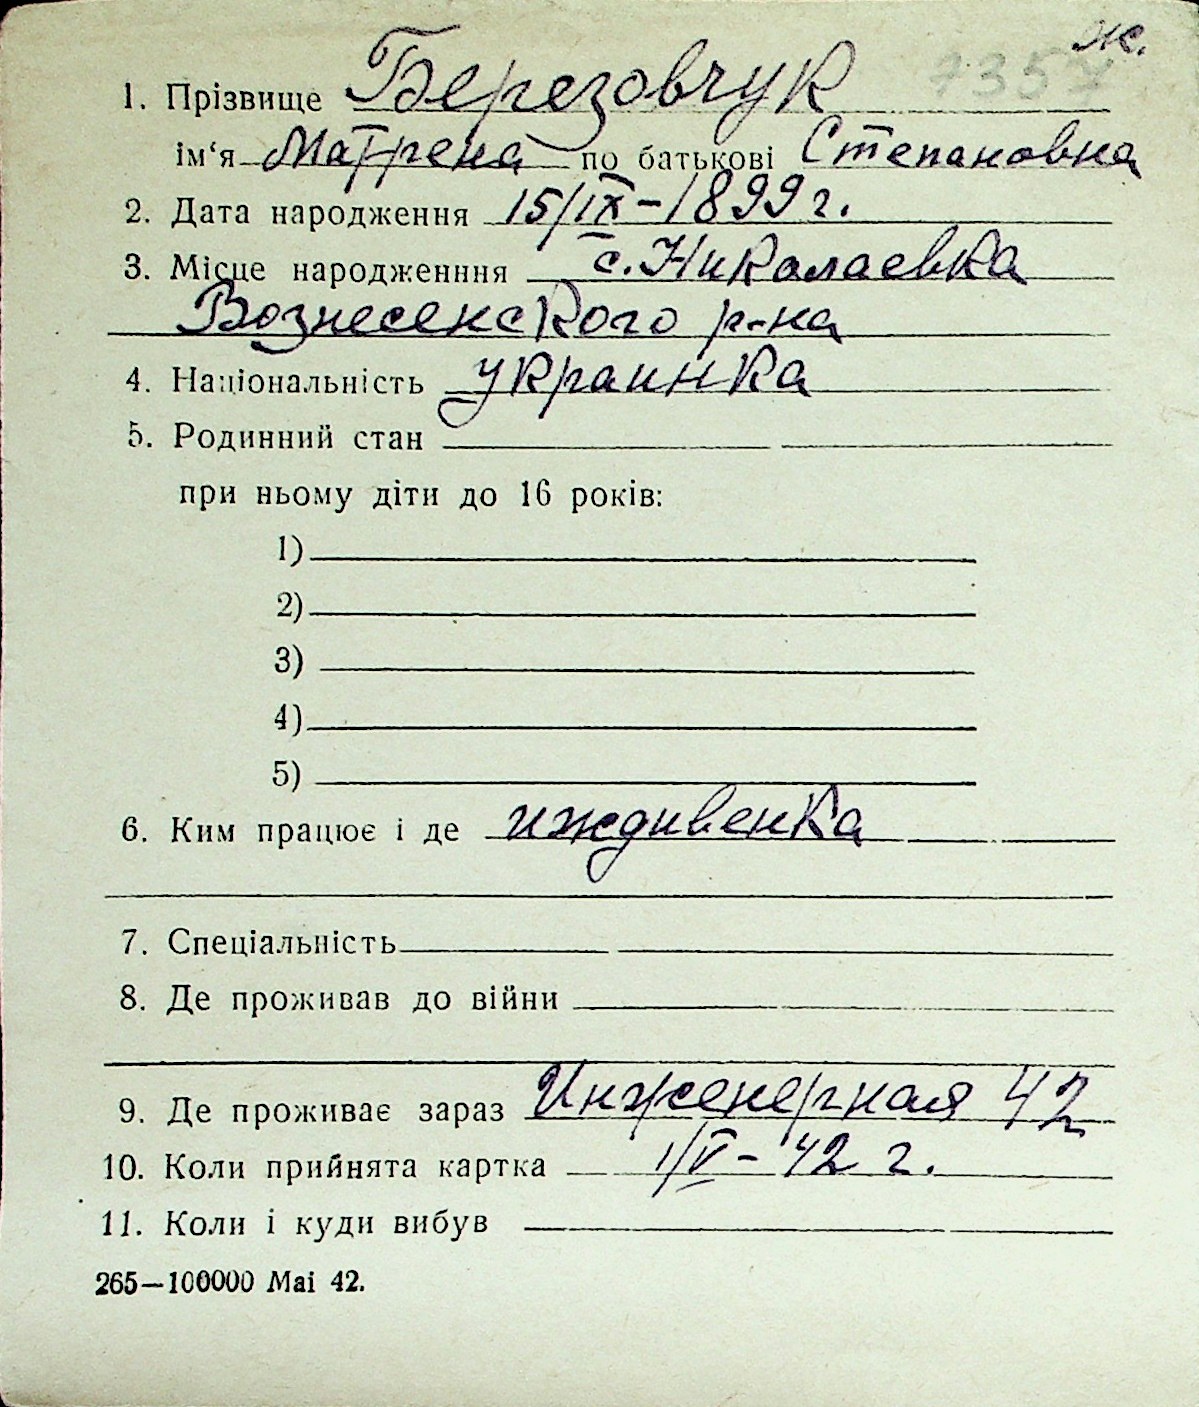 ж.
7357
1. Прізвище Березовчук
ім‘я Матрена по батькові Степановна
2. Дата народження 15/IX-1899 г.
3. Місце народженння с. Николаевка
Вознесенского р-на
4. Національність украинка
5. Родинний стан
при ньому діти до 16 років:
1)
2)
3)
4)
5)
6. Ким працює і де иждивенка
7. Спеціальність
8. Де проживав до війни
9. Де проживає зараз Инженерная 42
10. Коли прийнята картка 1/V-42 г.
11. Коли і куди вибув
265—100000 Маі 42.